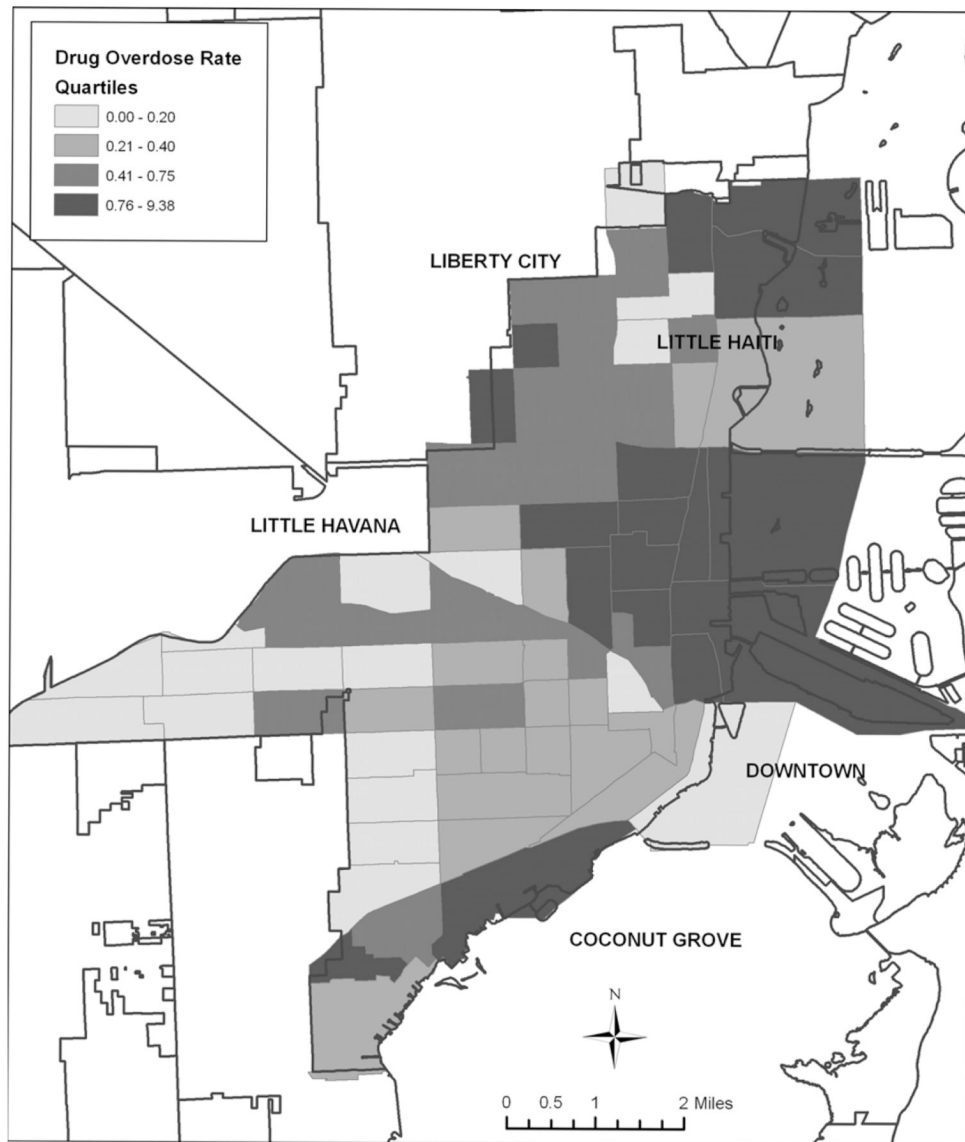 Drug Overdose Rate
Quartiles
0.00 - 0.20
0.21 - 0.40
0.41 - 0.75
0.76 - 9.38
LIBERTY CITY
LITTLE HAITI
LITTLE HAVANA
DOWNTOWN
COCONUT GROVE
N
0 0.5 1 2 Miles